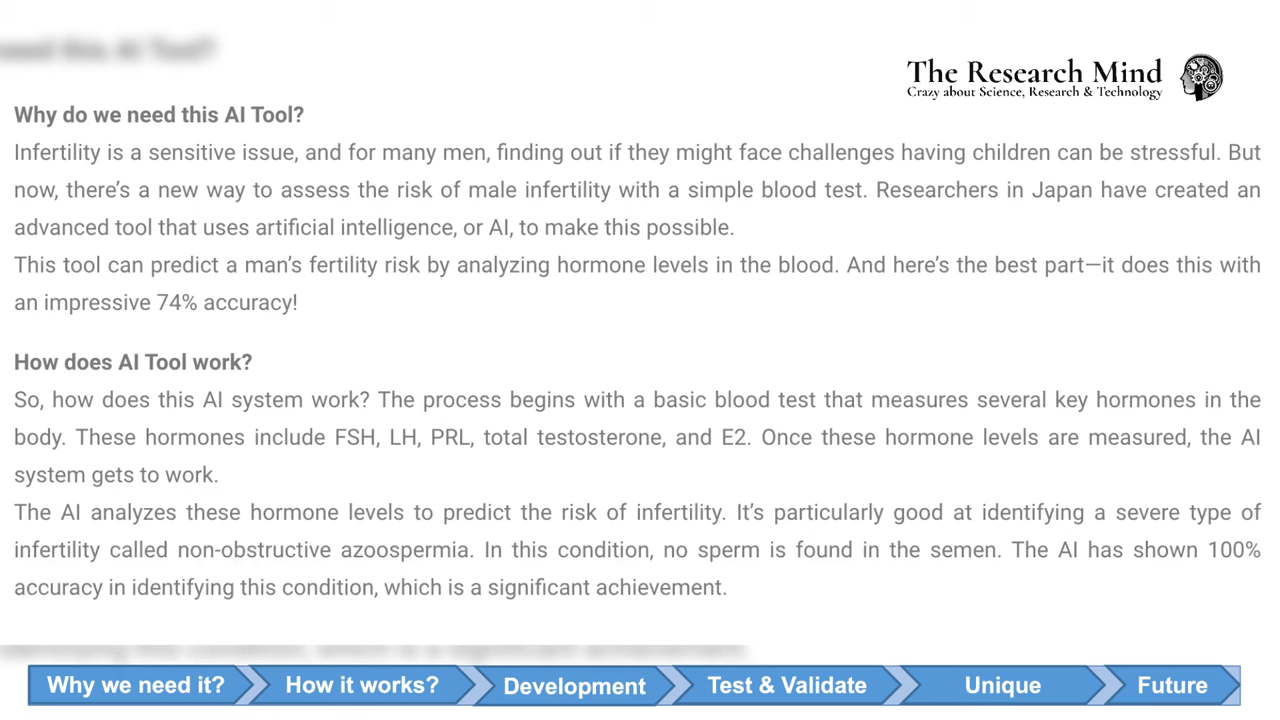 need this AI Tool?
The Research Mind
Crazy about Science, Research & Technology
Why do we need this AI Tool?
Infertility is a sensitive issue, and for many men, finding out if they might face challenges having children can be stressful. But
now, there’s a new way to assess the risk of male infertility with a simple blood test. Researchers in Japan have created an
advanced tool that uses artificial intelligence, or AI, to make this possible.
This tool can predict a man’s fertility risk by analyzing hormone levels in the blood. And here’s the best part—it does this with
an impressive 74% accuracy!
How does AI Tool work?
So, how does this AI system work? The process begins with a basic blood test that measures several key hormones in the
body. These hormones include FSH, LH, PRL, total testosterone, and E2. Once these hormone levels are measured, the AI
system gets to work.
The AI analyzes these hormone levels to predict the risk of infertility. It’s particularly good at identifying a severe type of
infertility called non-obstructive azoospermia. In this condition, no sperm is found in the semen. The AI has shown 100%
accuracy in identifying this condition, which is a significant achievement.
Why we need it?
How it works?
Development
Test & Validate
Unique
Future